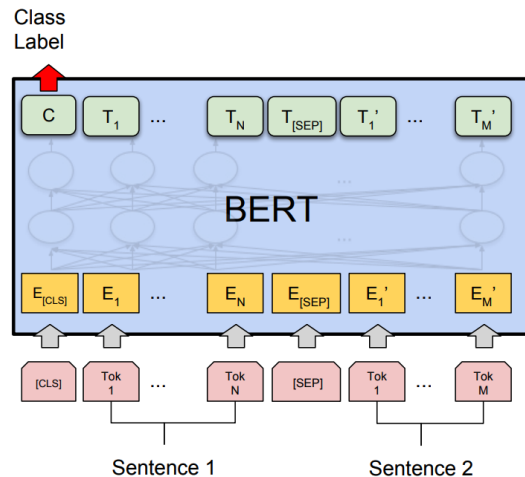 Class
Label
C T1 ... TN T[SEP] T1' ... TM'
...
BERT
...
E[CLS] E1 ... EN E[SEP] E1' ... EM'
[CLS] Tok 1 ... Tok N [SEP] Tok 1 ... Tok M
Sentence 1 Sentence 2